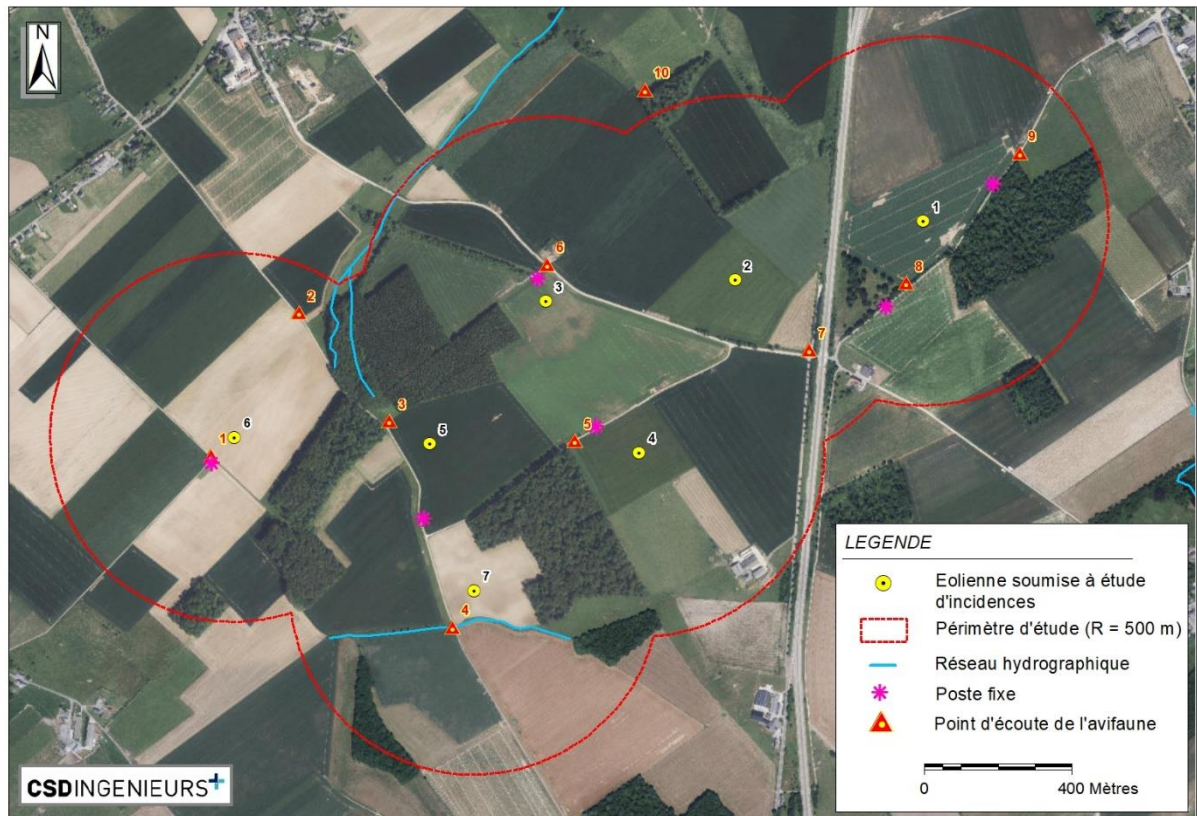 N
10
9
1
6
2
8
2
3
7
3
5
6
5
4
1
7
4
LEGENDE
Eolienne soumise à étude
d'incidences
Périmètre d'étude (R = 500 m)
Réseau hydrographique
Poste fixe
Point d'écoute de l'avifaune
0 400 Mètres
CSDINGENIEURS+